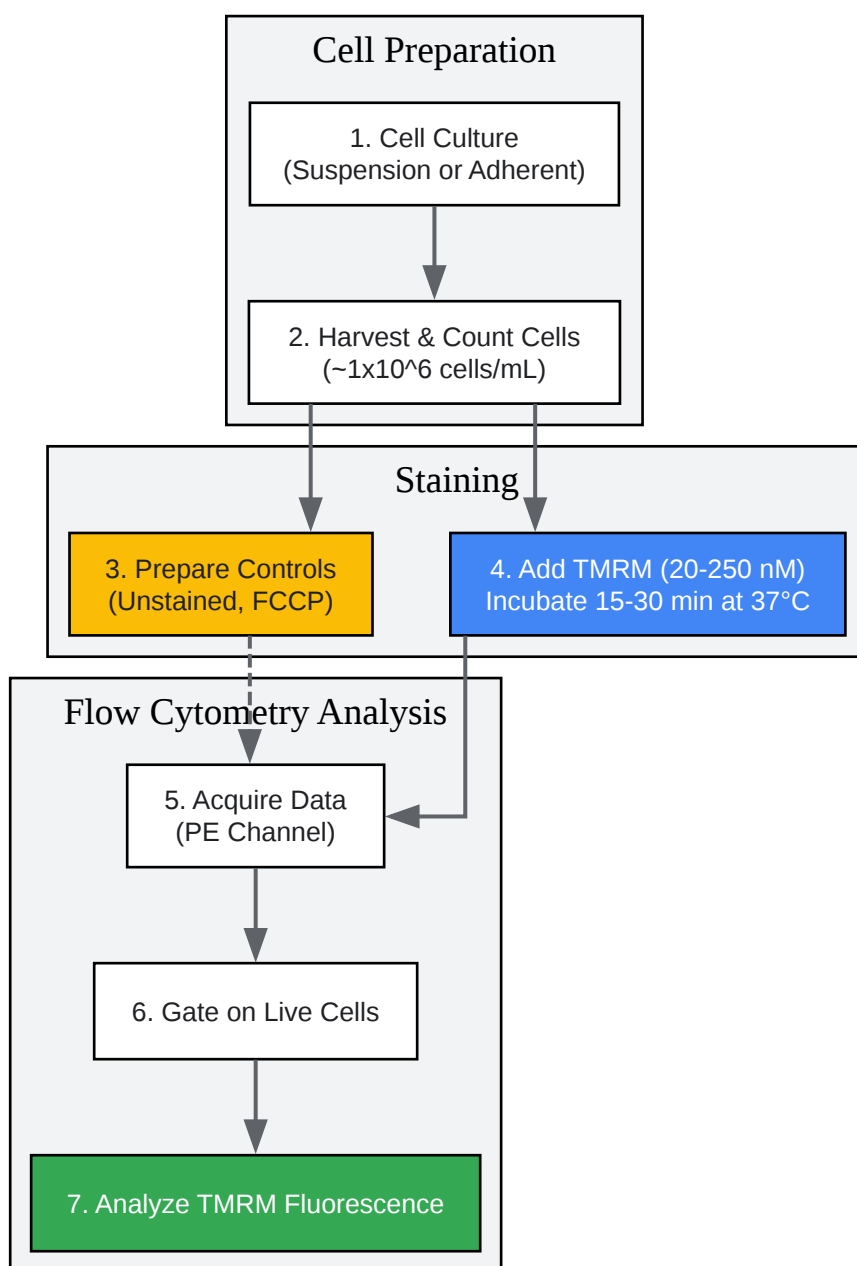 Cell Preparation
1. Cell Culture
(Suspension or Adherent)
2. Harvest & Count Cells
(~1x10^6 cells/mL)
Staining
3. Prepare Controls
(Unstained, FCCP)
4. Add TMRM (20-250 nM)
Incubate 15-30 min at 37°C
Flow Cytometry Analysis
5. Acquire Data
(PE Channel)
6. Gate on Live Cells
7. Analyze TMRM Fluorescence